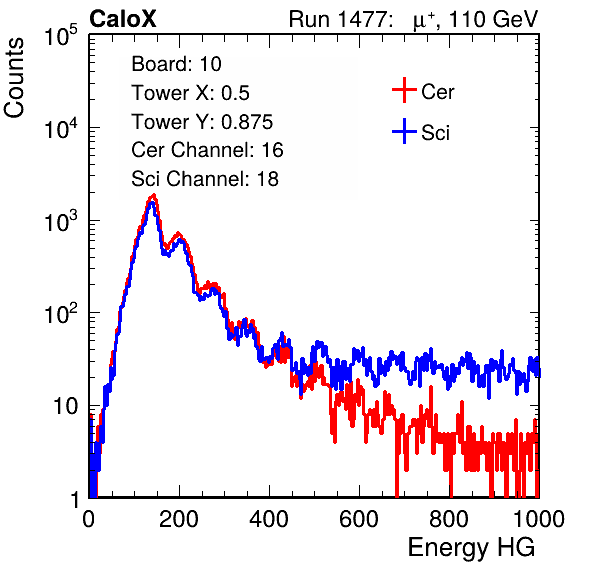 CaloX Run 1477: μ⁺, 110 GeV
Counts
10⁵
10⁴
10³
10²
10
1
Board: 10
Tower X: 0.5
Tower Y: 0.875
Cer Channel: 16
Sci Channel: 18
Cer
Sci
0 200 400 600 800 1000
Energy HG